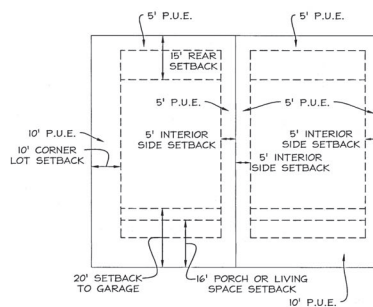 5' P.U.E.
5' P.U.E.
15' REAR
SETBACK
5' P.U.E.
5' P.U.E.
10' P.U.E.
10' CORNER
LOT SETBACK
5' INTERIOR
SIDE SETBACK
5' INTERIOR
SIDE SETBACK
5' INTERIOR
SIDE SETBACK
20' SETBACK
TO GARAGE
16' PORCH OR LIVING
SPACE SETBACK
10' P.U.E.